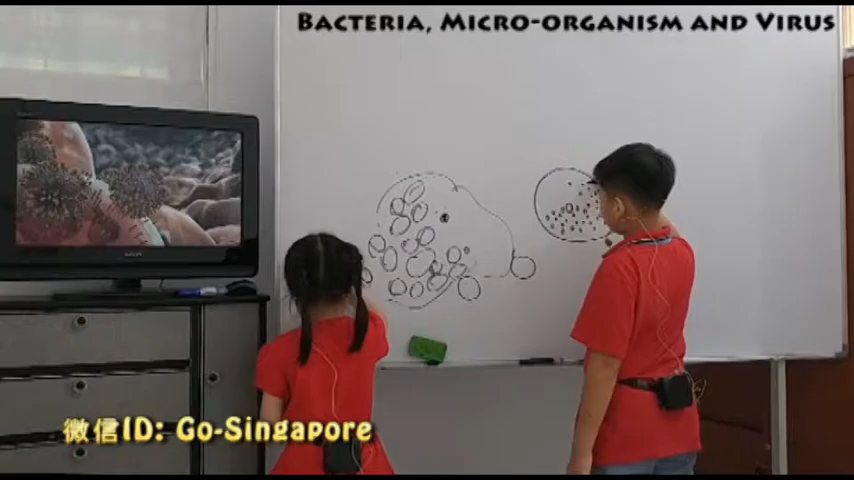 BACTERIA, MICRO-ORGANISM AND VIRUS
微信ID: Go-Singapore